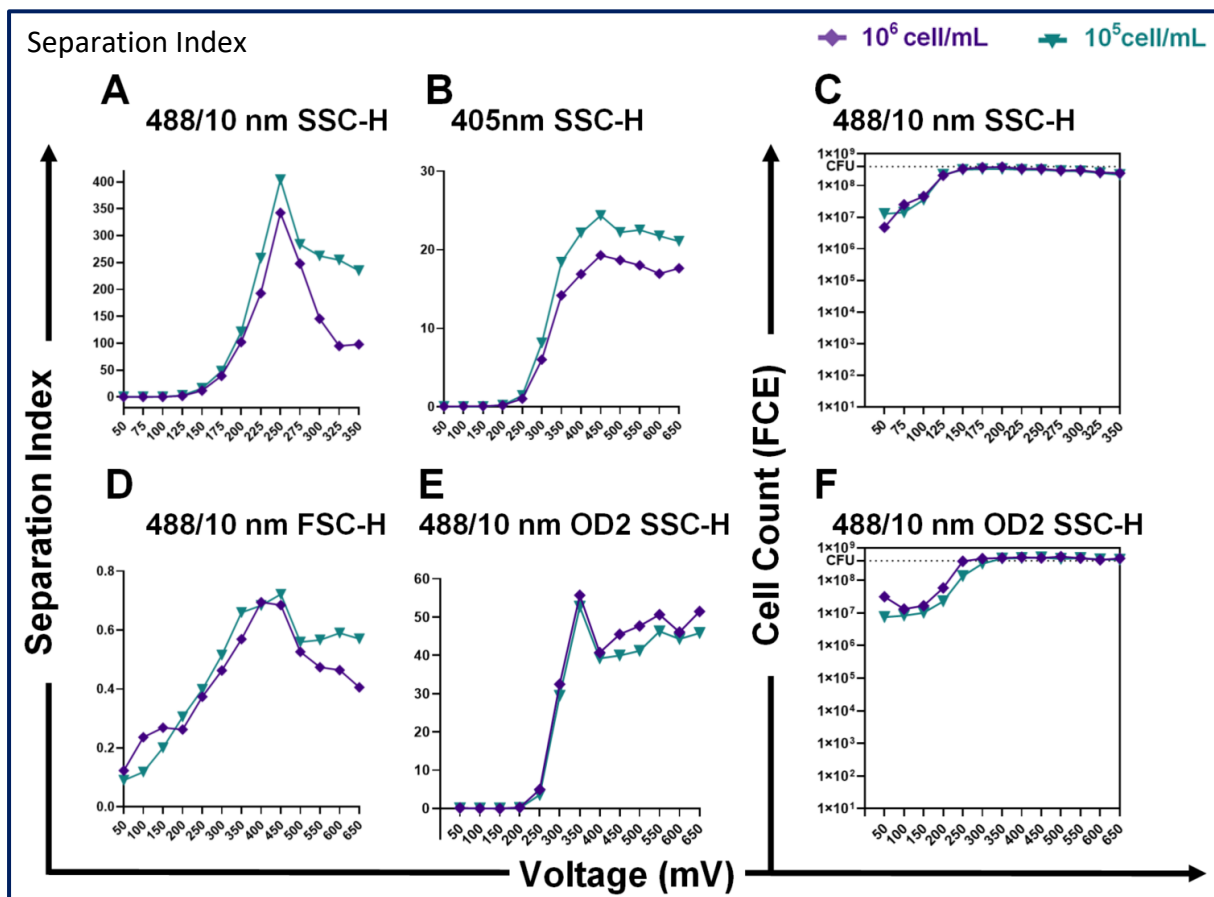 Separation Index
10⁶ cell/mL
10⁵cell/mL
A
488/10 nm SSC-H
B
405nm SSC-H
C
488/10 nm SSC-H
400
350
300
250
200
150
100
50
0
50 75 100 125 150 175 200 225 250 275 300 325 350
30
20
10
0
50 100 150 200 250 300 350 400 450 500 550 600 650
1×10⁹
CFU
1×10⁸
1×10⁷
1×10⁶
1×10⁵
1×10⁴
1×10³
1×10²
1×10¹
50 75 100 125 150 175 200 225 250 275 300 325 350
D
488/10 nm FSC-H
E
488/10 nm OD2 SSC-H
F
488/10 nm OD2 SSC-H
0.8
0.6
0.4
0.2
0.0
50 100 150 200 250 300 350 400 450 500 550 600 650
60
50
40
30
20
10
0
50 100 150 200 250 300 350 400 450 500 550 600 650
1×10⁹
CFU
1×10⁸
1×10⁷
1×10⁶
1×10⁵
1×10⁴
1×10³
1×10²
1×10¹
50 100 150 200 250 300 350 400 450 500 550 600 650
Separation Index
Cell Count (FCE)
Voltage (mV)